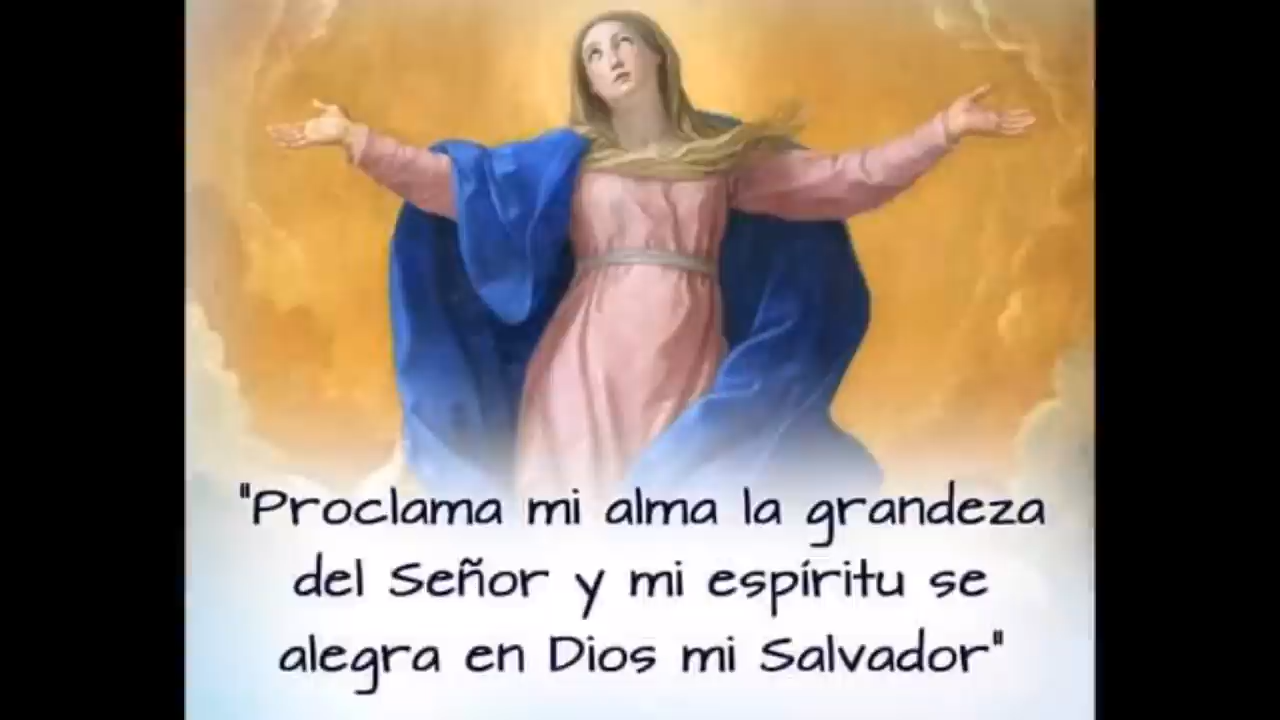 "Proclama mi alma la grandeza
del Señor y mi espíritu se
alegra en Dios mi Salvador"